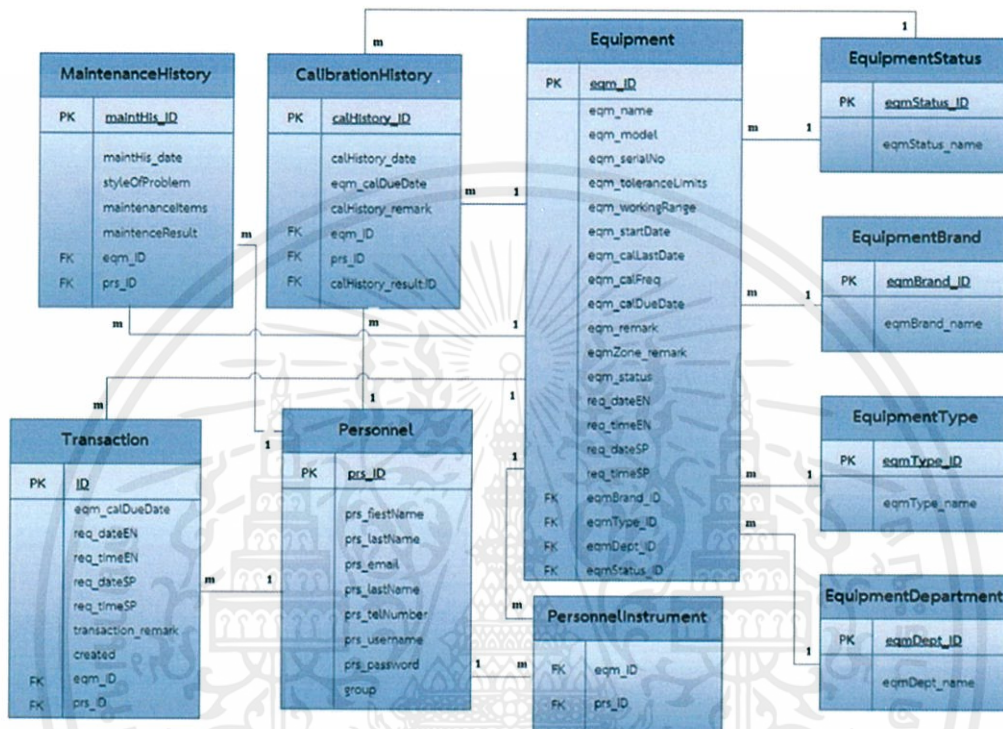 MaintenanceHistory
PK maintHis_ID
maintHis_date
styleOfProblem
maintenanceItems
maintenceResult
FK eqm_ID
FK prs_ID
CalibrationHistory
PK calHistory_ID
calHistory_date
eqm_calDueDate
calHistory_remark
FK eqm_ID
FK prs_ID
FK calHistory_result.ID
Equipment
PK eqm_ID
eqm_name
eqm_model
eqm_serialNo
eqm_toleranceLimits
eqm_workingRange
eqm_startDate
eqm_calLastDate
eqm_calFreq
eqm_calDueDate
eqm_remark
eqmZone_remark
eqm_status
req_dateEN
req_timeEN
req_dateSP
req_timeSP
FK eqmBrand_ID
FK eqmType_ID
FK eqmDept_ID
FK eqmStatus_ID
EquipmentStatus
PK eqmStatus_ID
eqmStatus_name
EquipmentBrand
PK eqmBrand_ID
eqmBrand_name
EquipmentType
PK eqmType_ID
eqmType_name
EquipmentDepartment
PK eqmDept_ID
eqmDept_name
Transaction
PK ID
eqm_calDueDate
req_dateEN
req_timeEN
req_dateSP
req_timeSP
transaction_remark
created
FK eqm_ID
FK prs_ID
Personnel
PK prs_ID
prs_fiestName
prs_lastName
prs_email
prs_lastName
prs_telNumber
prs_username
prs_password
group
PersonnelInstrument
FK eqm_ID
FK prs_ID
m 1
m 1
m 1
m 1
m 1
m 1
m 1
m 1
m 1
m 1
1 m
1 m